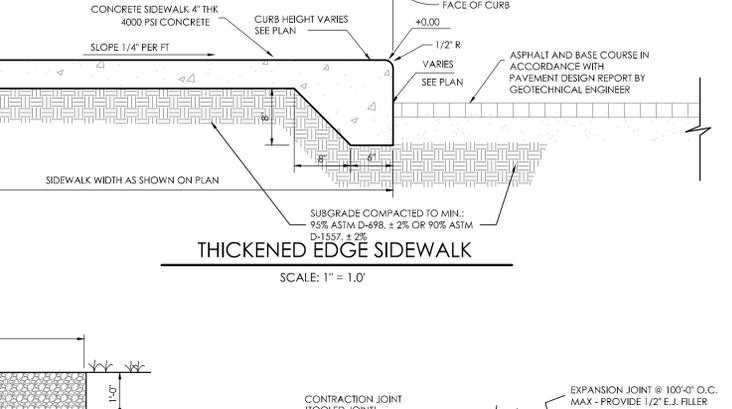 FACE OF CURB
CONCRETE SIDEWALK 4" THK
4000 PSI CONCRETE
CURB HEIGHT VARIES
SEE PLAN
+0.00
1/2" R
SLOPE 1/4" PER FT
VARIES
SEE PLAN
ASPHALT AND BASE COURSE IN
ACCORDANCE WITH
PAVEMENT DESIGN REPORT BY
GEOTECHNICAL ENGINEER
8"
8"
6"
SIDEWALK WIDTH AS SHOWN ON PLAN
SUBGRADE COMPACTED TO MIN.:
95% ASTM D-698, ± 2% OR 90% ASTM
D-1557, ± 2%
THICKENED EDGE SIDEWALK
SCALE: 1" = 1.0'
1'-0"
CONTRACTION JOINT
(TOOLED JOINT)
EXPANSION JOINT @ 100'-0" O.C.
MAX - PROVIDE 1/2" E.J. FILLER